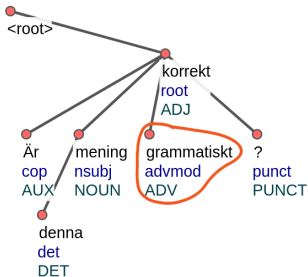 <root>
korrekt
root
ADJ
Är
cop
AUX
mening
nsubj
NOUN
grammatiskt
advmod
ADV
?
punct
PUNCT
denna
det
DET